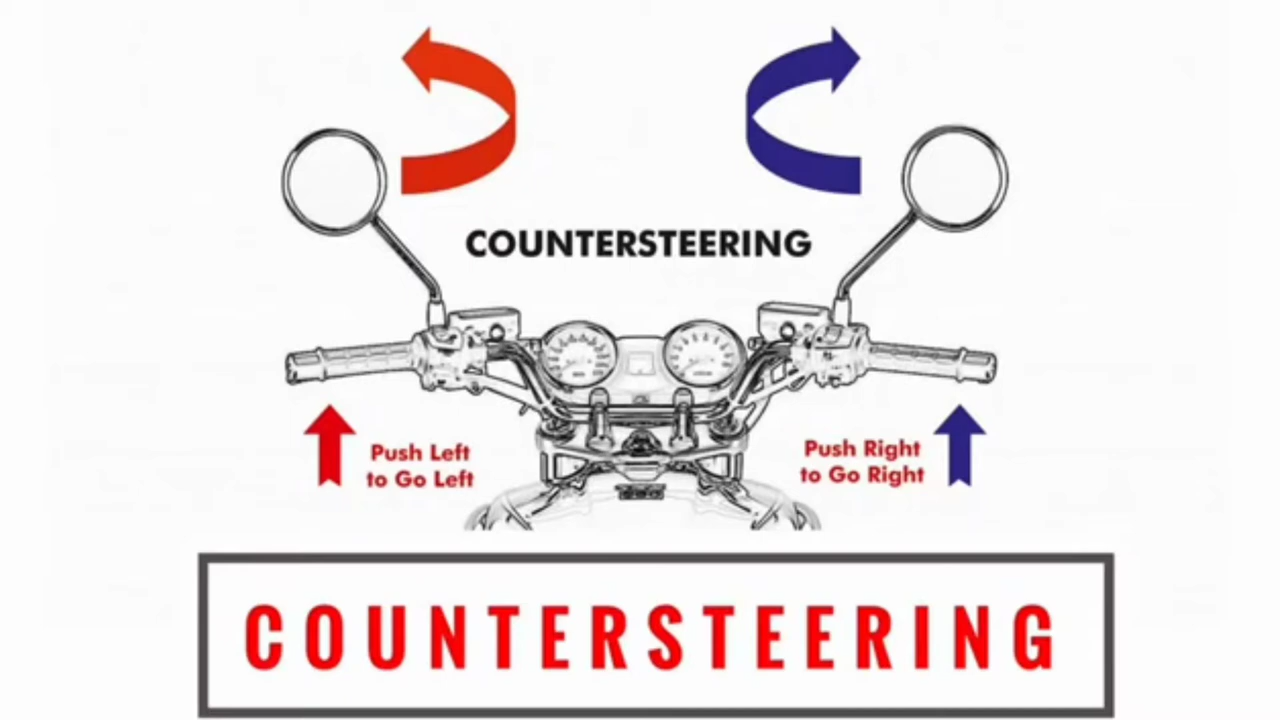 COUNTERSTEERING
Push Left
to Go Left
Push Right
to Go Right
COUNTERSTEERING